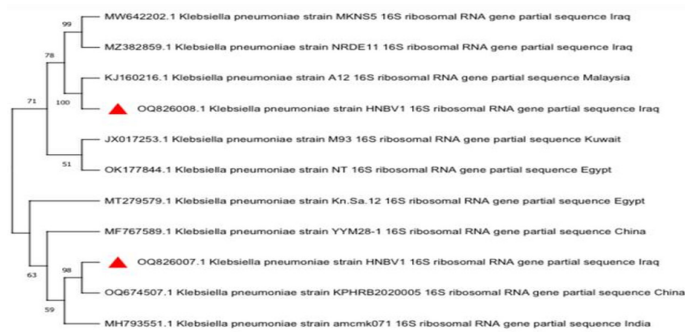 MW642202.1 Klebsiella pneumoniae strain MKNS5 16S ribosomal RNA gene partial sequence Iraq
99
MZ382859.1 Klebsiella pneumoniae strain NRDE11 16S ribosomal RNA gene partial sequence Iraq
78
KJ160216.1 Klebsiella pneumoniae strain A12 16S ribosomal RNA gene partial sequence Malaysia
100
71
OQ826008.1 Klebsiella pneumoniae strain HNBV1 16S ribosomal RNA gene partial sequence Iraq
JX017253.1 Klebsiella pneumoniae strain M93 16S ribosomal RNA gene partial sequence Kuwait
51
OK177844.1 Klebsiella pneumoniae strain NT 16S ribosomal RNA gene partial sequence Egypt
MT279579.1 Klebsiella pneumoniae strain Kn.Sa.12 16S ribosomal RNA gene partial sequence Egypt
MF767589.1 Klebsiella pneumoniae strain YYM28-1 16S ribosomal RNA gene partial sequence China
OQ826007.1 Klebsiella pneumoniae strain HNBV1 16S ribosomal RNA gene partial sequence Iraq
63
98
OQ674507.1 Klebsiella pneumoniae strain KPHRB2020005 16S ribosomal RNA gene partial sequence China
59
MH793551.1 Klebsiella pneumoniae strain amcmk071 16S ribosomal RNA gene partial sequence India